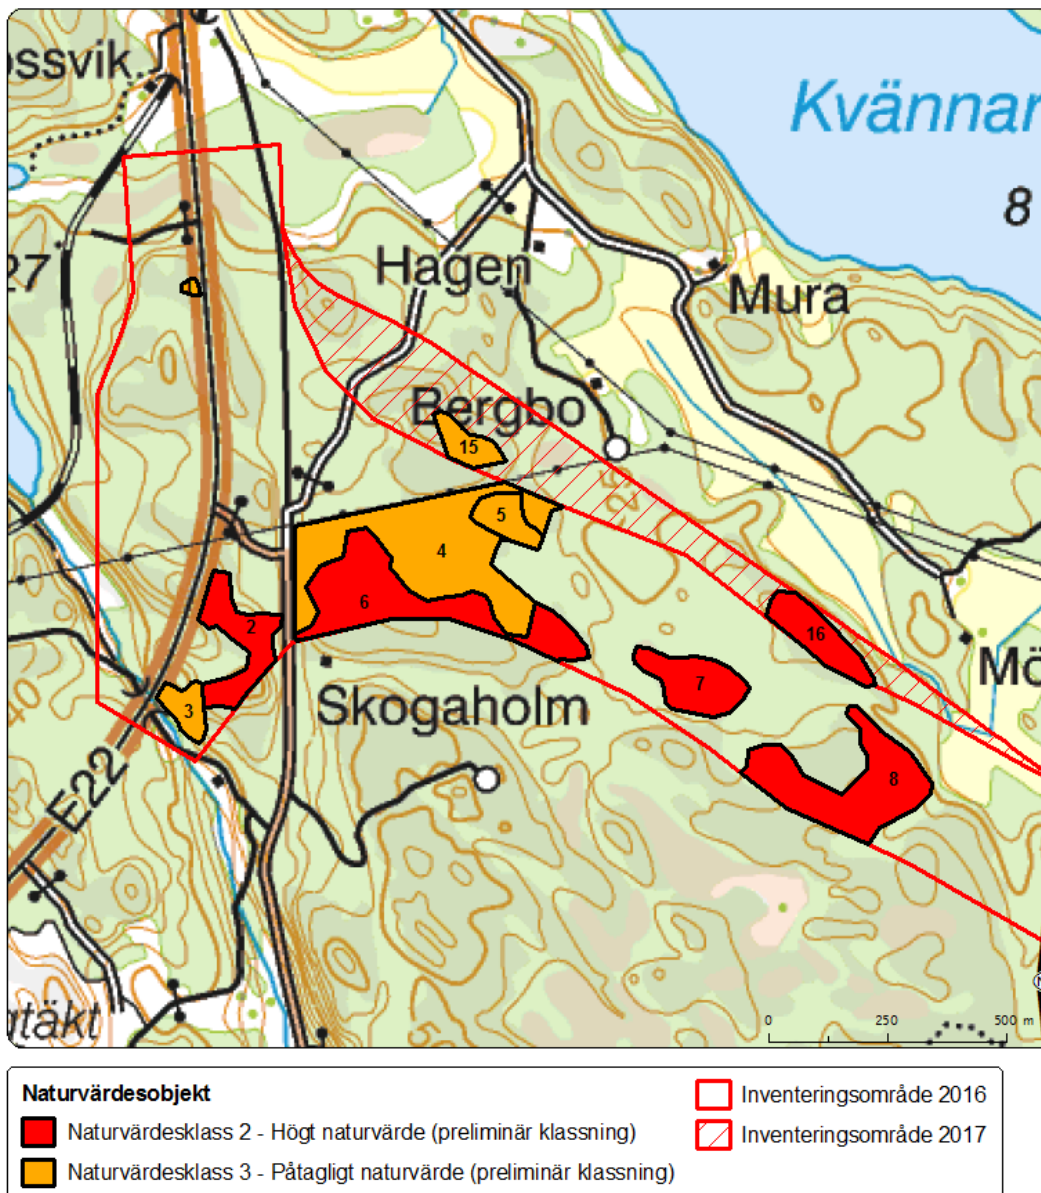 ossvik
Kvännar
8
27
Hagen
Mura
Bergbo
15
5
4
6
2
16
Mö
7
3
Skogaholm
8
E22
gtäkt
0 250 500 m
Naturvärdesobjekt
Naturvärdesklass 2 - Högt naturvärde (preliminär klassning)
Naturvärdesklass 3 - Påtagligt naturvärde (preliminär klassning)
Inventeringsområde 2016
Inventeringsområde 2017